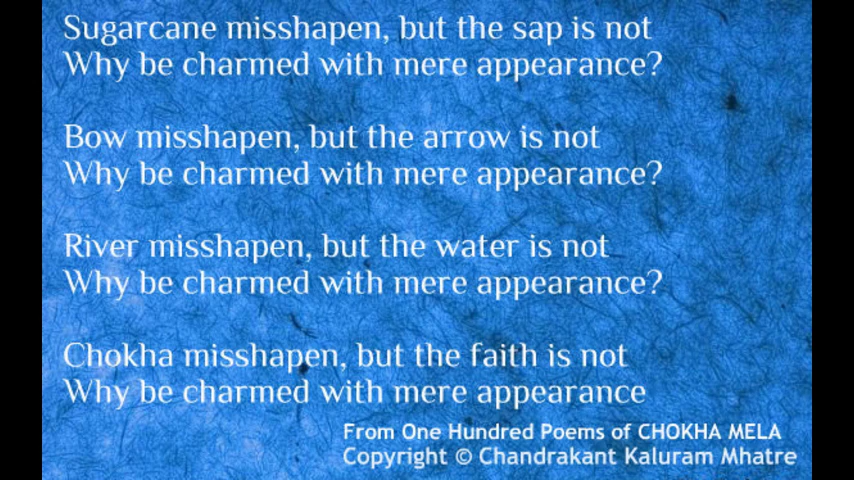 Sugarcane misshapen, but the sap is not
Why be charmed with mere appearance?
Bow misshapen, but the arrow is not
Why be charmed with mere appearance?
River misshapen, but the water is not
Why be charmed with mere appearance?
Chokha misshapen, but the faith is not
Why be charmed with mere appearance
From One Hundred Poems of CHOKHA MELA
Copyright © Chandrakant Kaluram Mhatre